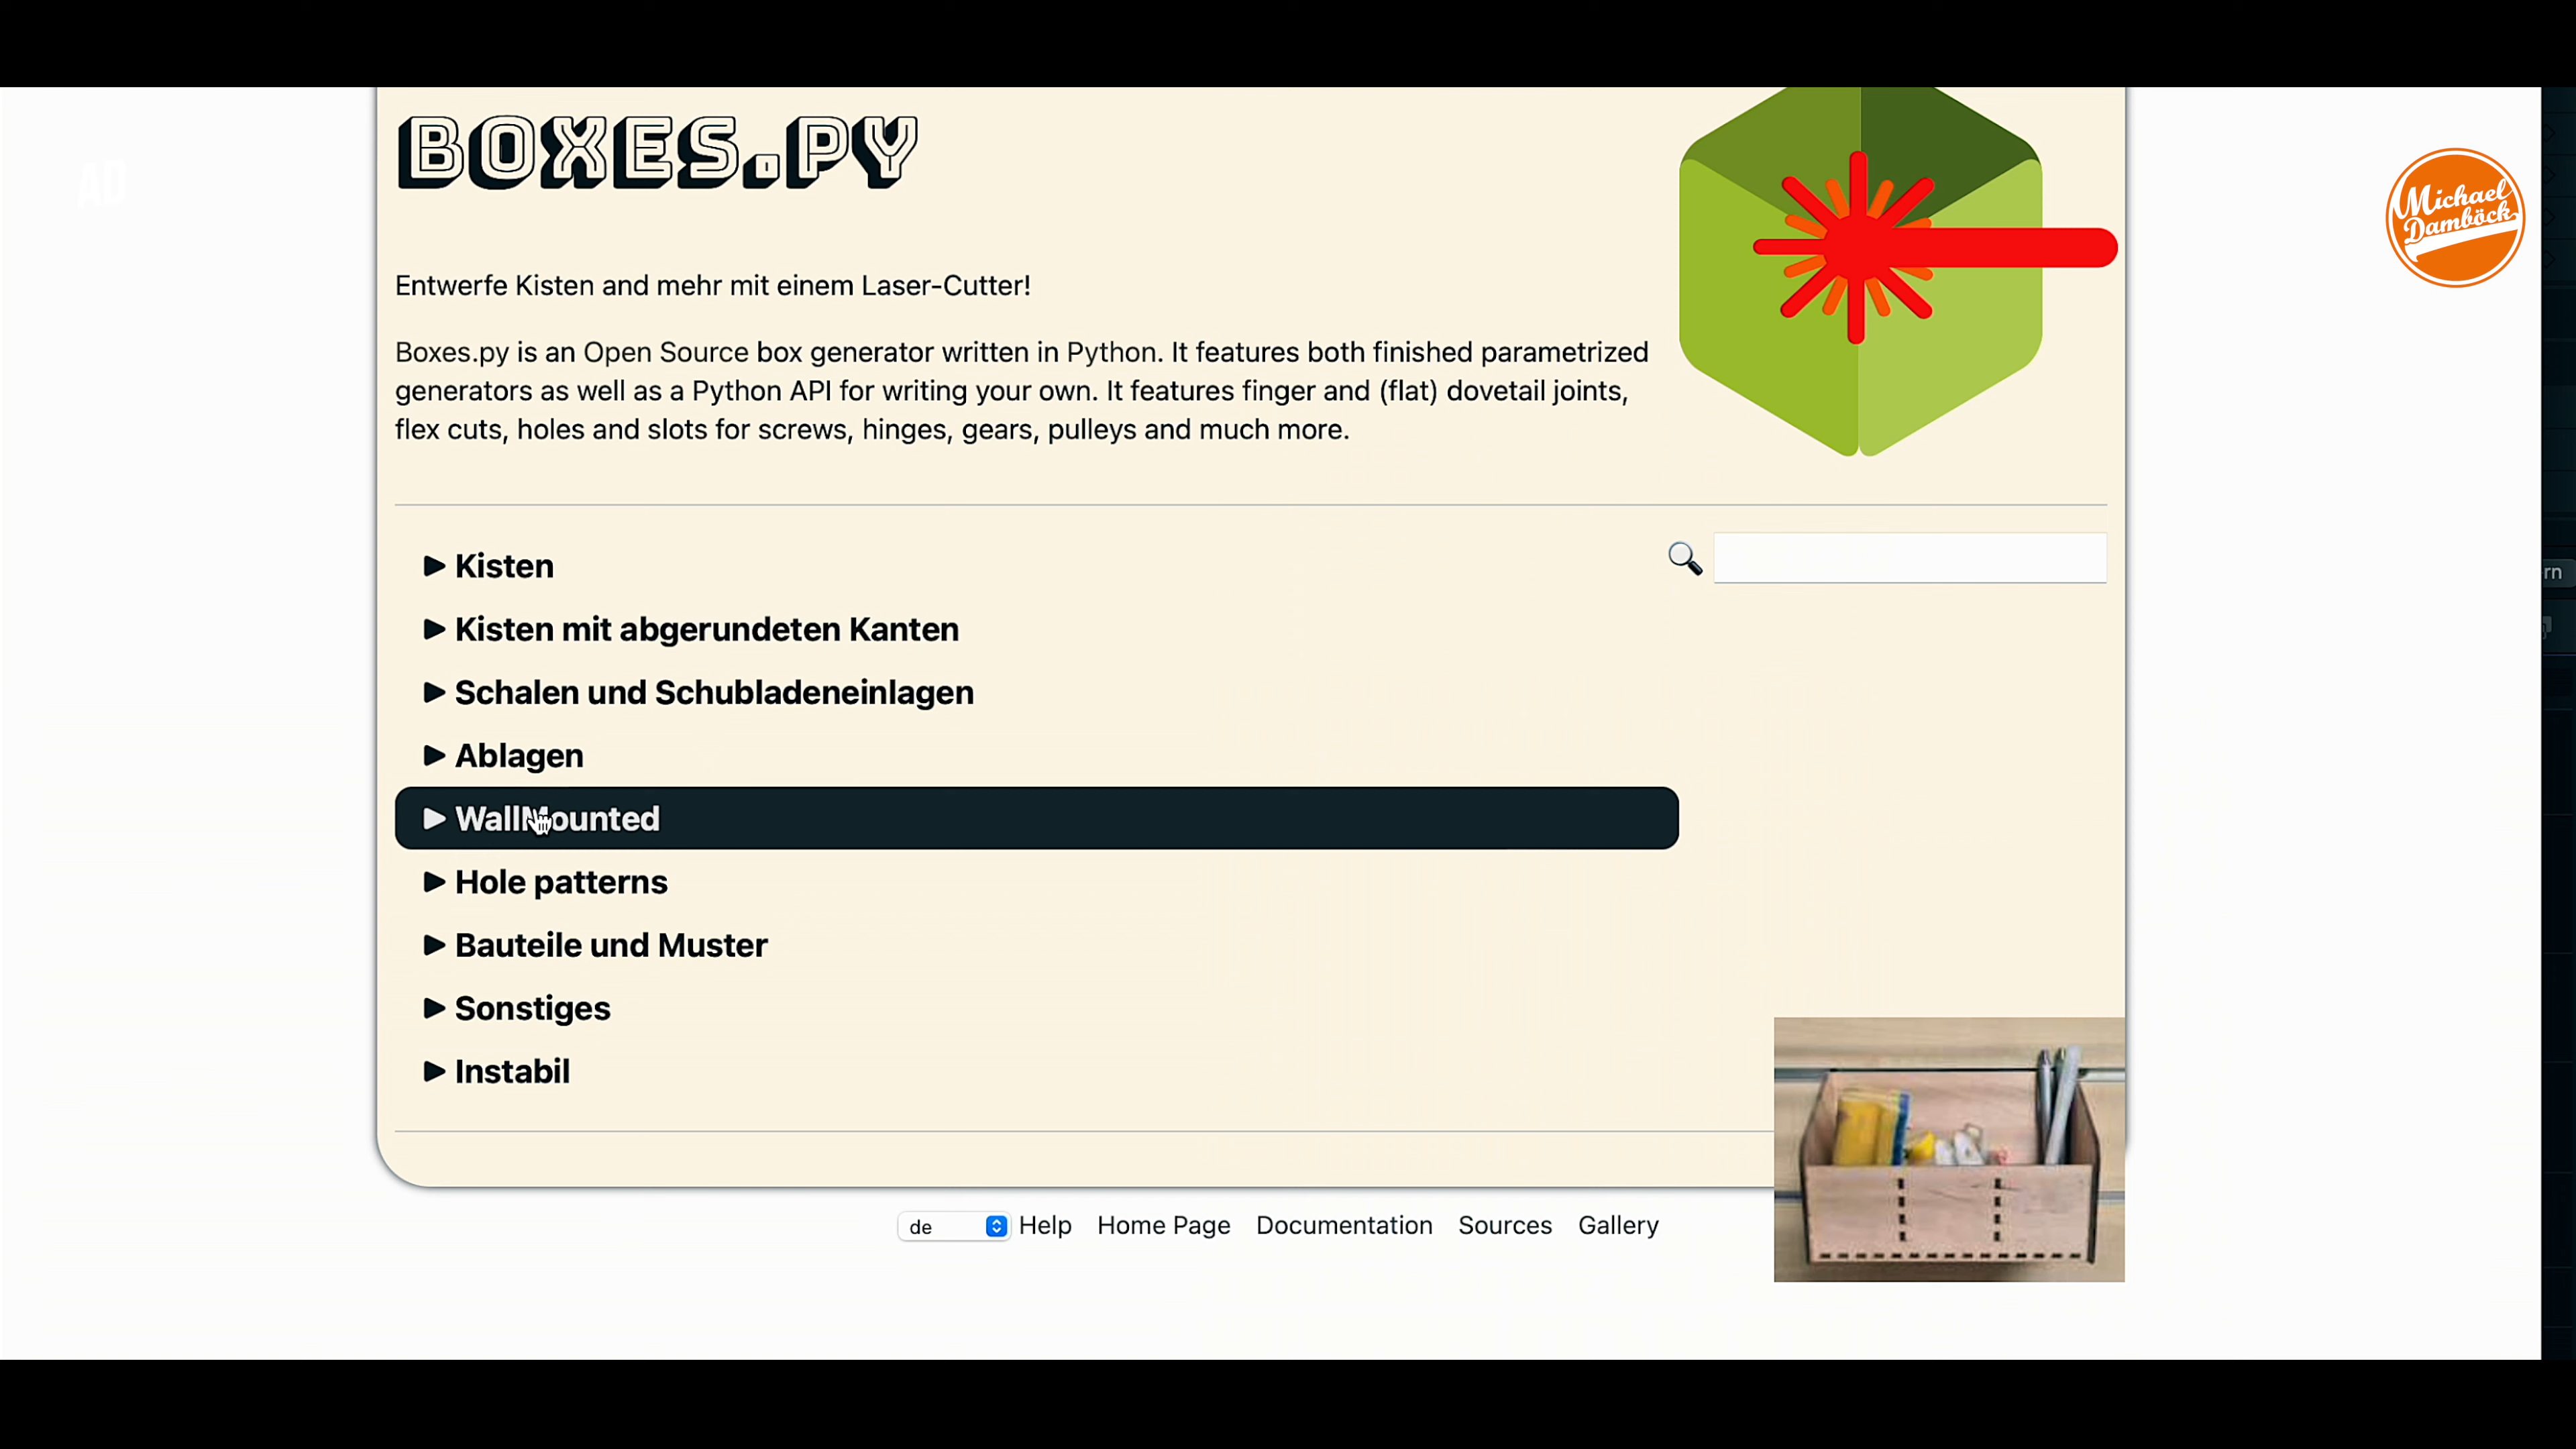 BOXES.PY
AD
Michael
Damböck
Entwerfe Kisten and mehr mit einem Laser-Cutter!
Boxes.py is an Open Source box generator written in Python. It features both finished parametrized
generators as well as a Python API for writing your own. It features finger and (flat) dovetail joints,
flex cuts, holes and slots for screws, hinges, gears, pulleys and much more.
Kisten
rn
Kisten mit abgerundeten Kanten
Schalen und Schubladeneinlagen
Ablagen
WallMounted
Hole patterns
Bauteile und Muster
Sonstiges
Instabil
de Help Home Page Documentation Sources Gallery